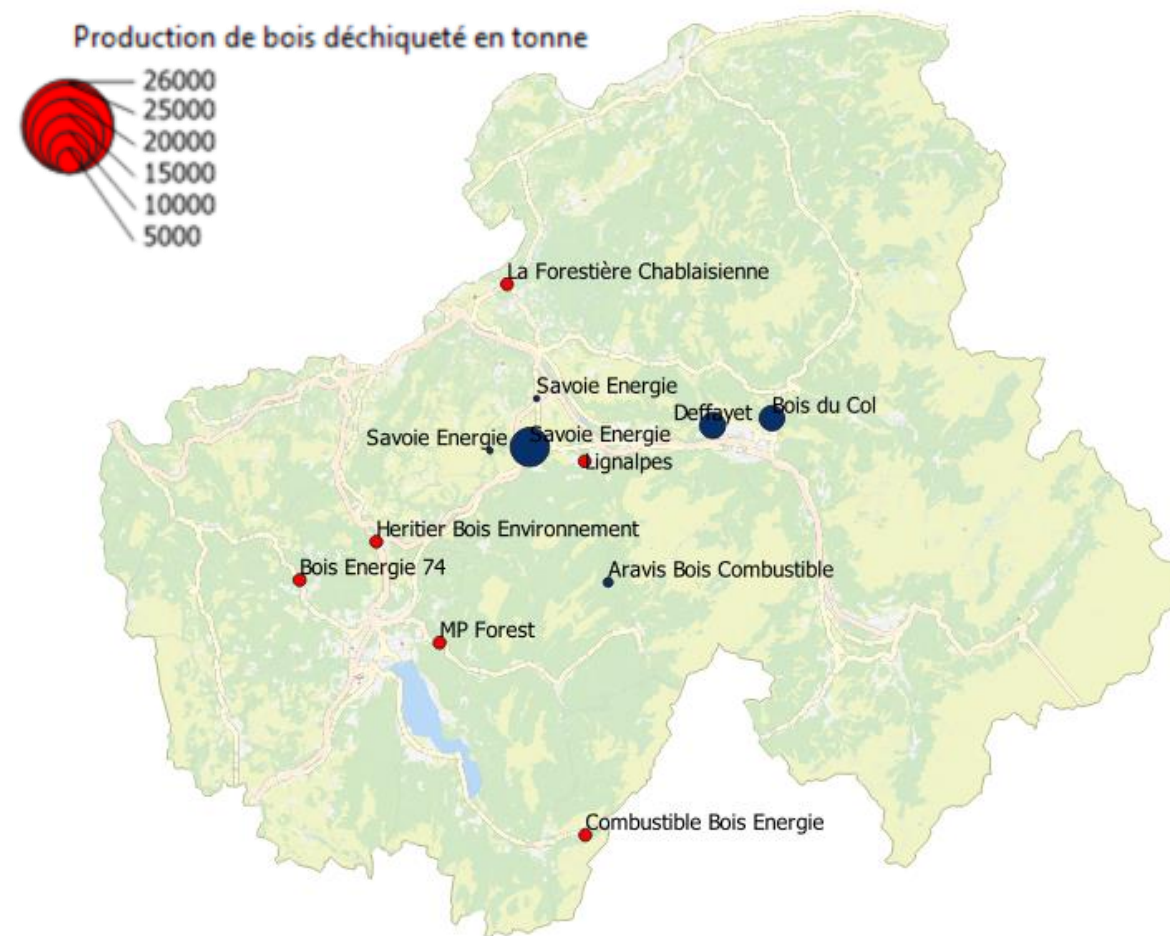 Production de bois déchiqueté en tonne
26000
25000
20000
15000
10000
5000
La Forestière Chablaisienne
Savoie Energie
Deffayet
Bois du Col
Savoie Energie
Savoie Energie
Lignalpes
Heritier Bois Environnement
Bois Energie 74
Aravis Bois Combustible
MP Forest
Combustible Bois Energie